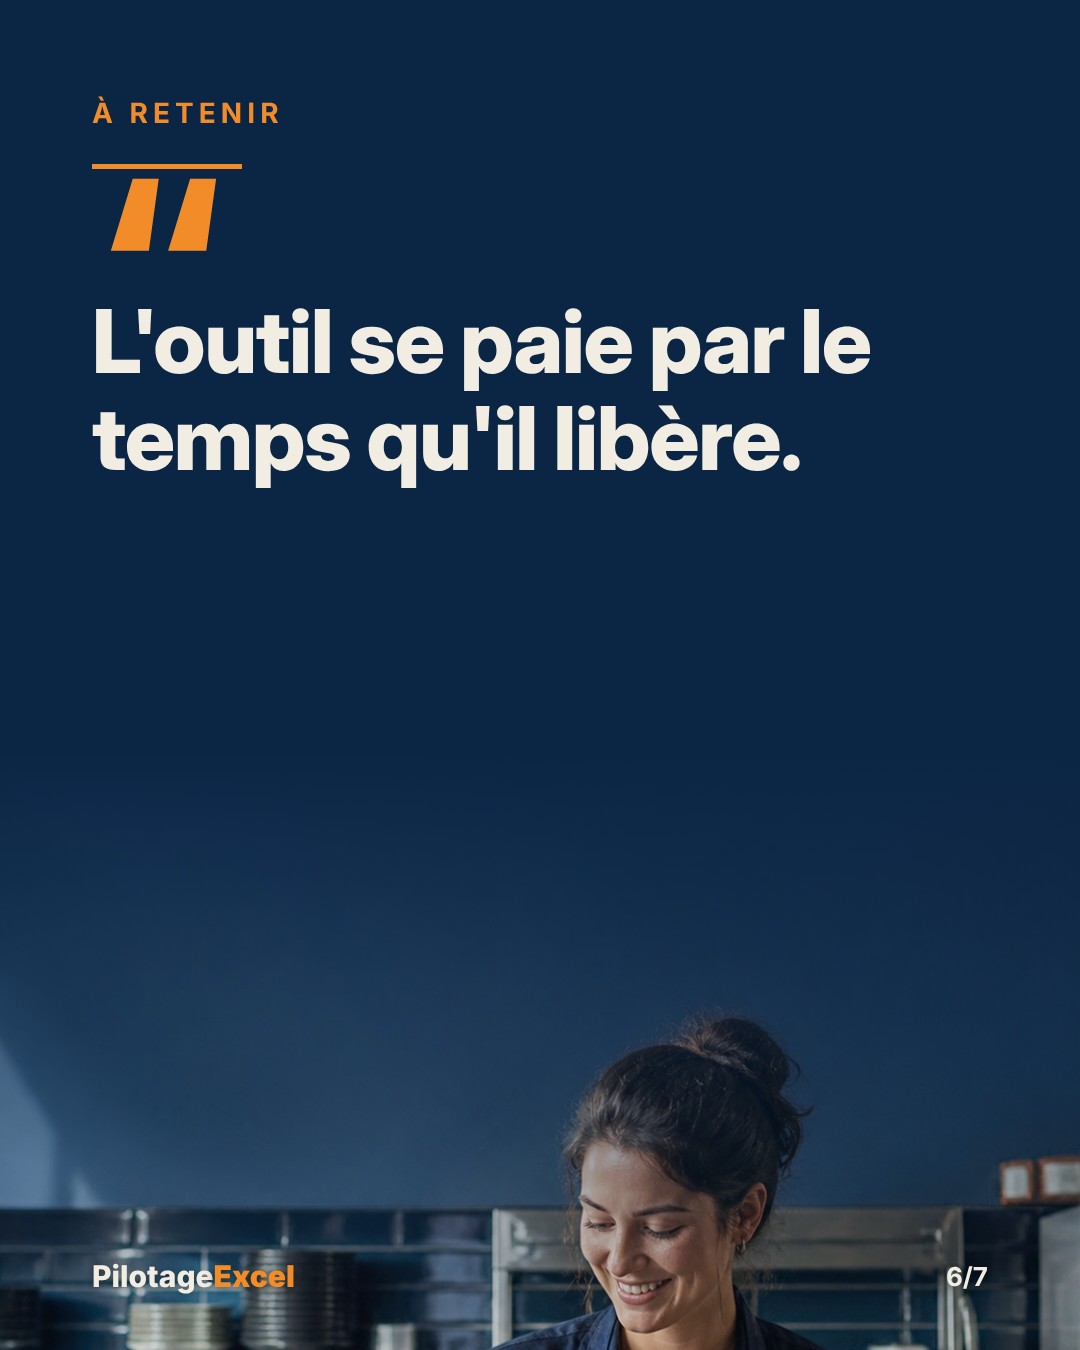 À RETENIR
"
L'outil se paie par le
temps qu'il libère.
PilotageExcel
6/7